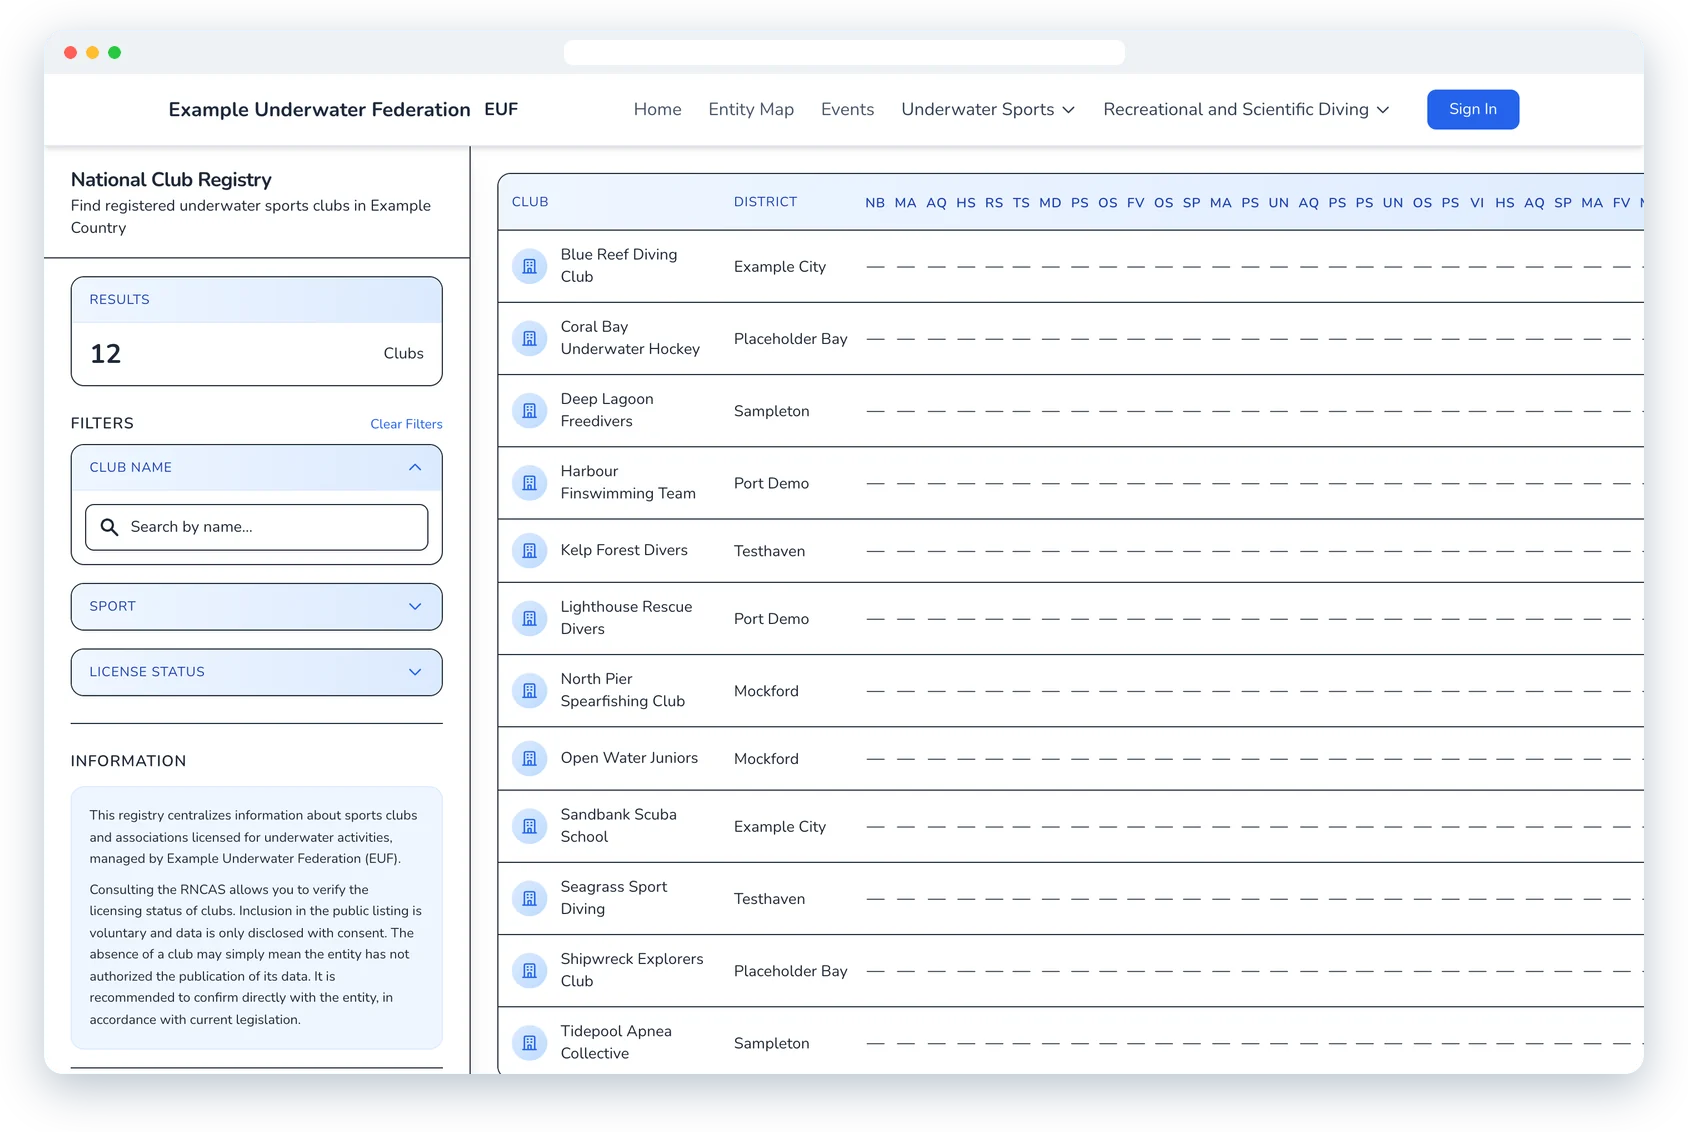 Example Underwater Federation EUF
Home Entity Map Events Underwater Sports Recreational and Scientific Diving Sign In
National Club Registry
Find registered underwater sports clubs in Example
Country
RESULTS
12 Clubs
FILTERS Clear Filters
CLUB NAME
Search by name...
SPORT
LICENSE STATUS
INFORMATION
This registry centralizes information about sports clubs
and associations licensed for underwater activities,
managed by Example Underwater Federation (EUF).
Consulting the RNCAS allows you to verify the
licensing status of clubs. Inclusion in the public listing is
voluntary and data is only disclosed with consent. The
absence of a club may simply mean the entity has not
authorized the publication of its data. It is
recommended to confirm directly with the entity, in
accordance with current legislation.
CLUB DISTRICT NB MA AQ HS RS TS MD PS OS FV OS SP MA PS UN AQ PS PS UN OS PS VI HS AQ SP MA FV
Blue Reef Diving
Club
Example City — — — — — — — — — — — — — — — — — — — — — — — — — — —
Coral Bay
Underwater Hockey
Placeholder Bay — — — — — — — — — — — — — — — — — — — — — — — — — — —
Deep Lagoon
Freedivers
Sampleton — — — — — — — — — — — — — — — — — — — — — — — — — — —
Harbour
Finswimming Team
Port Demo — — — — — — — — — — — — — — — — — — — — — — — — — — —
Kelp Forest Divers Testhaven — — — — — — — — — — — — — — — — — — — — — — — — — — —
Lighthouse Rescue
Divers
Port Demo — — — — — — — — — — — — — — — — — — — — — — — — — — —
North Pier
Spearfishing Club
Mockford — — — — — — — — — — — — — — — — — — — — — — — — — — —
Open Water Juniors Mockford — — — — — — — — — — — — — — — — — — — — — — — — — — —
Sandbank Scuba
School
Example City — — — — — — — — — — — — — — — — — — — — — — — — — — —
Seagrass Sport
Diving
Testhaven — — — — — — — — — — — — — — — — — — — — — — — — — — —
Shipwreck Explorers
Club
Placeholder Bay — — — — — — — — — — — — — — — — — — — — — — — — — — —
Tidepool Apnea
Collective
Sampleton — — — — — — — — — — — — — — — — — — — — — — — — — — —